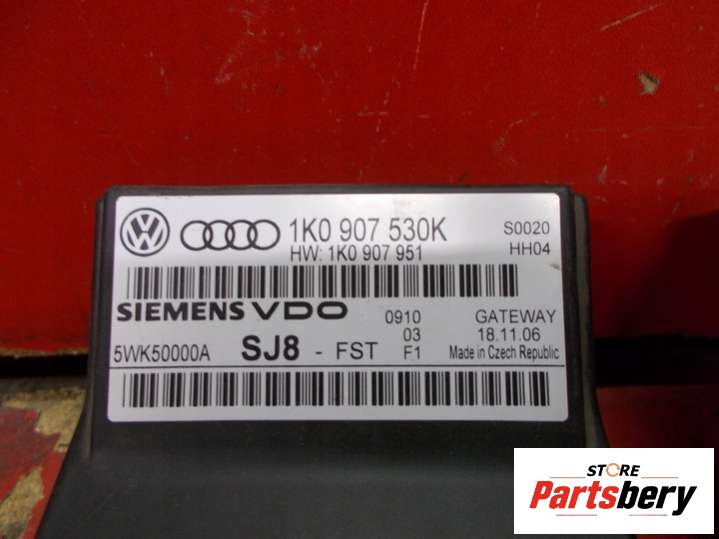 1K0 907 530K
S0020
HW: 1K0 907 951
HH04
SIEMENS VDO
0910
GATEWAY
03
18.11.06
5WK50000A
SJ8 - FST
F1
Made in Czech Republic
STORE
Partsbery